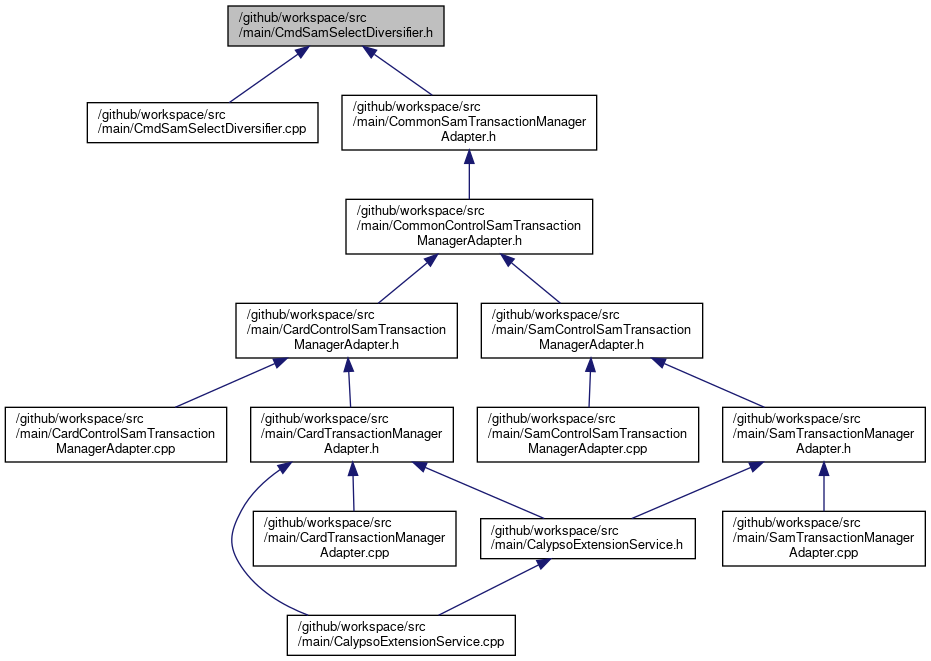 /github/workspace/src
/main/CmdSamSelectDiversifier.h
/github/workspace/src
/main/CmdSamSelectDiversifier.cpp
/github/workspace/src
/main/CommonSamTransactionManager
Adapter.h
/github/workspace/src
/main/CommonControlSamTransaction
ManagerAdapter.h
/github/workspace/src
/main/CardControlSamTransaction
ManagerAdapter.h
/github/workspace/src
/main/SamControlSamTransaction
ManagerAdapter.h
/github/workspace/src
/main/CardControlSamTransaction
ManagerAdapter.cpp
/github/workspace/src
/main/CardTransactionManager
Adapter.h
/github/workspace/src
/main/SamControlSamTransaction
ManagerAdapter.cpp
/github/workspace/src
/main/SamTransactionManager
Adapter.h
/github/workspace/src
/main/CardTransactionManager
Adapter.cpp
/github/workspace/src
/main/CalypsoExtensionService.h
/github/workspace/src
/main/SamTransactionManager
Adapter.cpp
/github/workspace/src
/main/CalypsoExtensionService.cpp